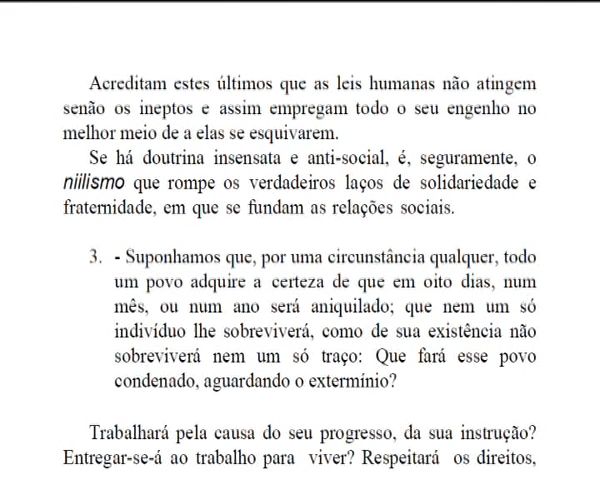 Acreditam estes últimos que as leis humanas não atingem
senão os ineptos e assim empregam todo o seu engenho no
melhor meio de a elas se esquivarem.
Se há doutrina insensata e anti-social, é, seguramente, o
niilismo que rompe os verdadeiros laços de solidariedade e
fraternidade, em que se fundam as relações sociais.
3. - Suponhamos que, por uma circunstância qualquer, todo
um povo adquire a certeza de que em oito dias, num
mês, ou num ano será aniquilado; que nem um só
indivíduo lhe sobreviverá, como de sua existência não
sobreviverá nem um só traço: Que fará esse povo
condenado, aguardando o extermínio?
Trabalhará pela causa do seu progresso, da sua instrução?
Entregar-se-á ao trabalho para viver? Respeitará os direitos,